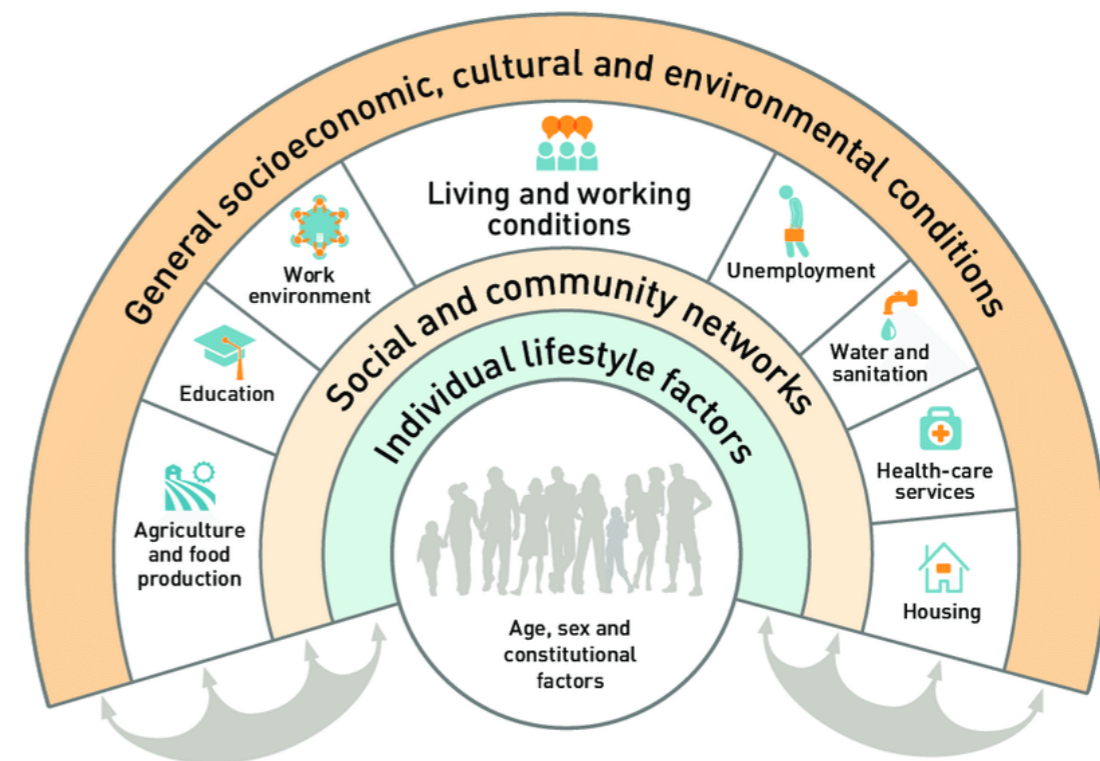 General socioeconomic, cultural and environmental conditions
Living and working
conditions
Work
environment
Unemployment
Education
Water and
sanitation
Agriculture
and food
production
Health-care
services
Housing
Social and community networks
Individual lifestyle factors
Age, sex and
constitutional
factors